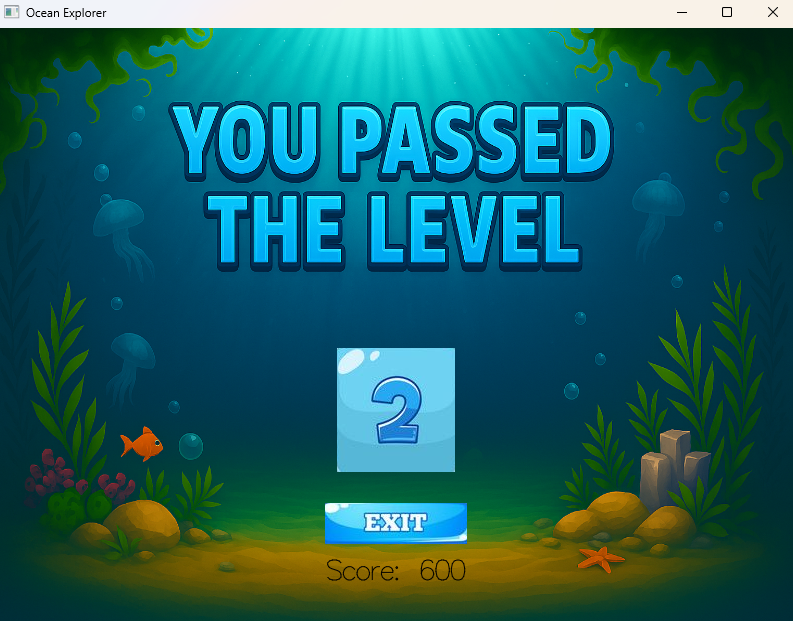 Ocean Explorer
YOU PASSED
THE LEVEL
2
EXIT
Score: 600